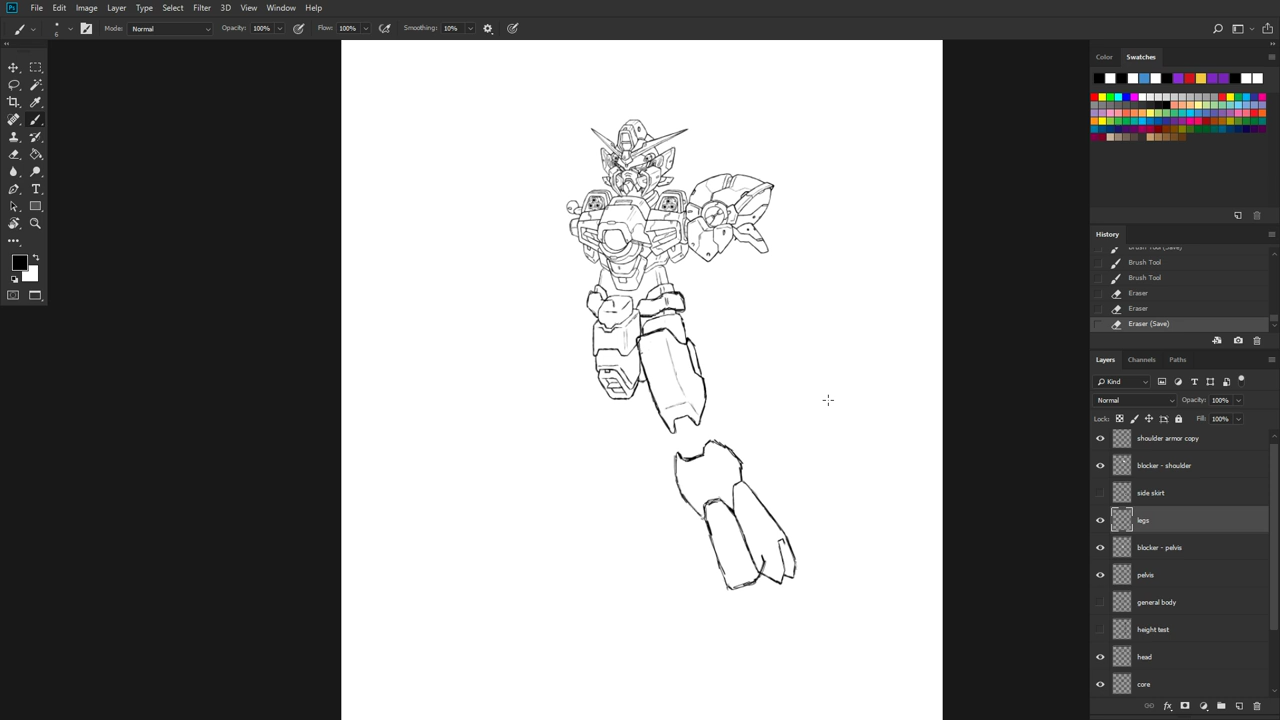 Ps File Edit Image Layer Type Select Filter 3D View Window Help
6 Mode: Normal Opacity: 100% Flow: 100% Smoothing: 10%
Color Swatches
History
Brush Tool
Brush Tool
Eraser
Eraser
Eraser (Save)
Layers Channels Paths
Kind
Normal Opacity: 100%
Lock: Fill: 100%
shoulder armor copy
blocker - shoulder
side skirt
legs
blocker - pelvis
pelvis
general body
height test
head
core
fx